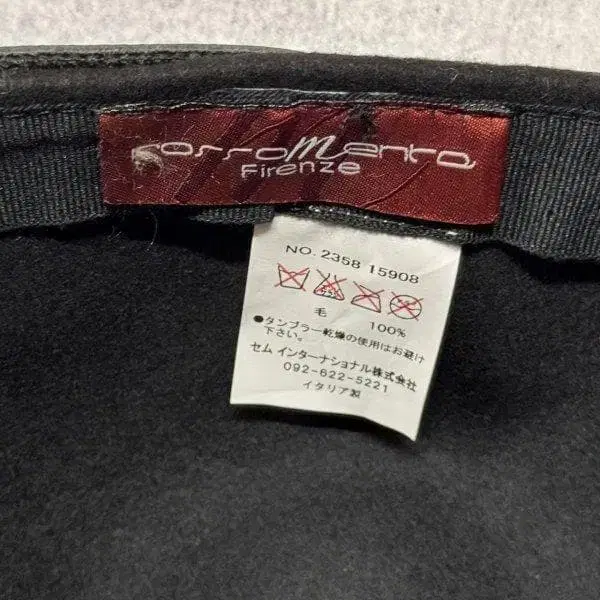 rossoMenta
Firenze
NO. 2358 15908
毛 100%
●タンブラー乾燥の使用はお避け
下さい。
セム インターナショナル株式会社
092-622-5221
イタリア製